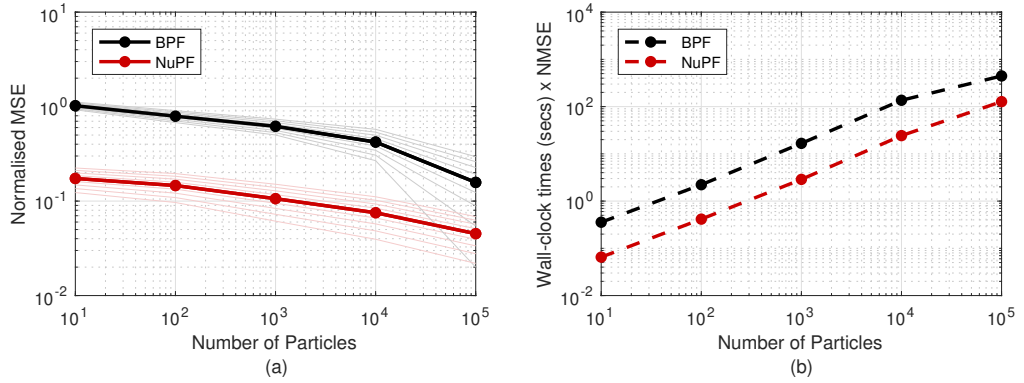 10^1
10^0
10^-1
10^-2
Normalised MSE
BPF
NuPF
10^1 10^2 10^3 10^4 10^5
Number of Particles
(a)
10^4
10^2
10^0
10^-2
Wall-clock times (secs) x NMSE
BPF
NuPF
10^1 10^2 10^3 10^4 10^5
Number of Particles
(b)